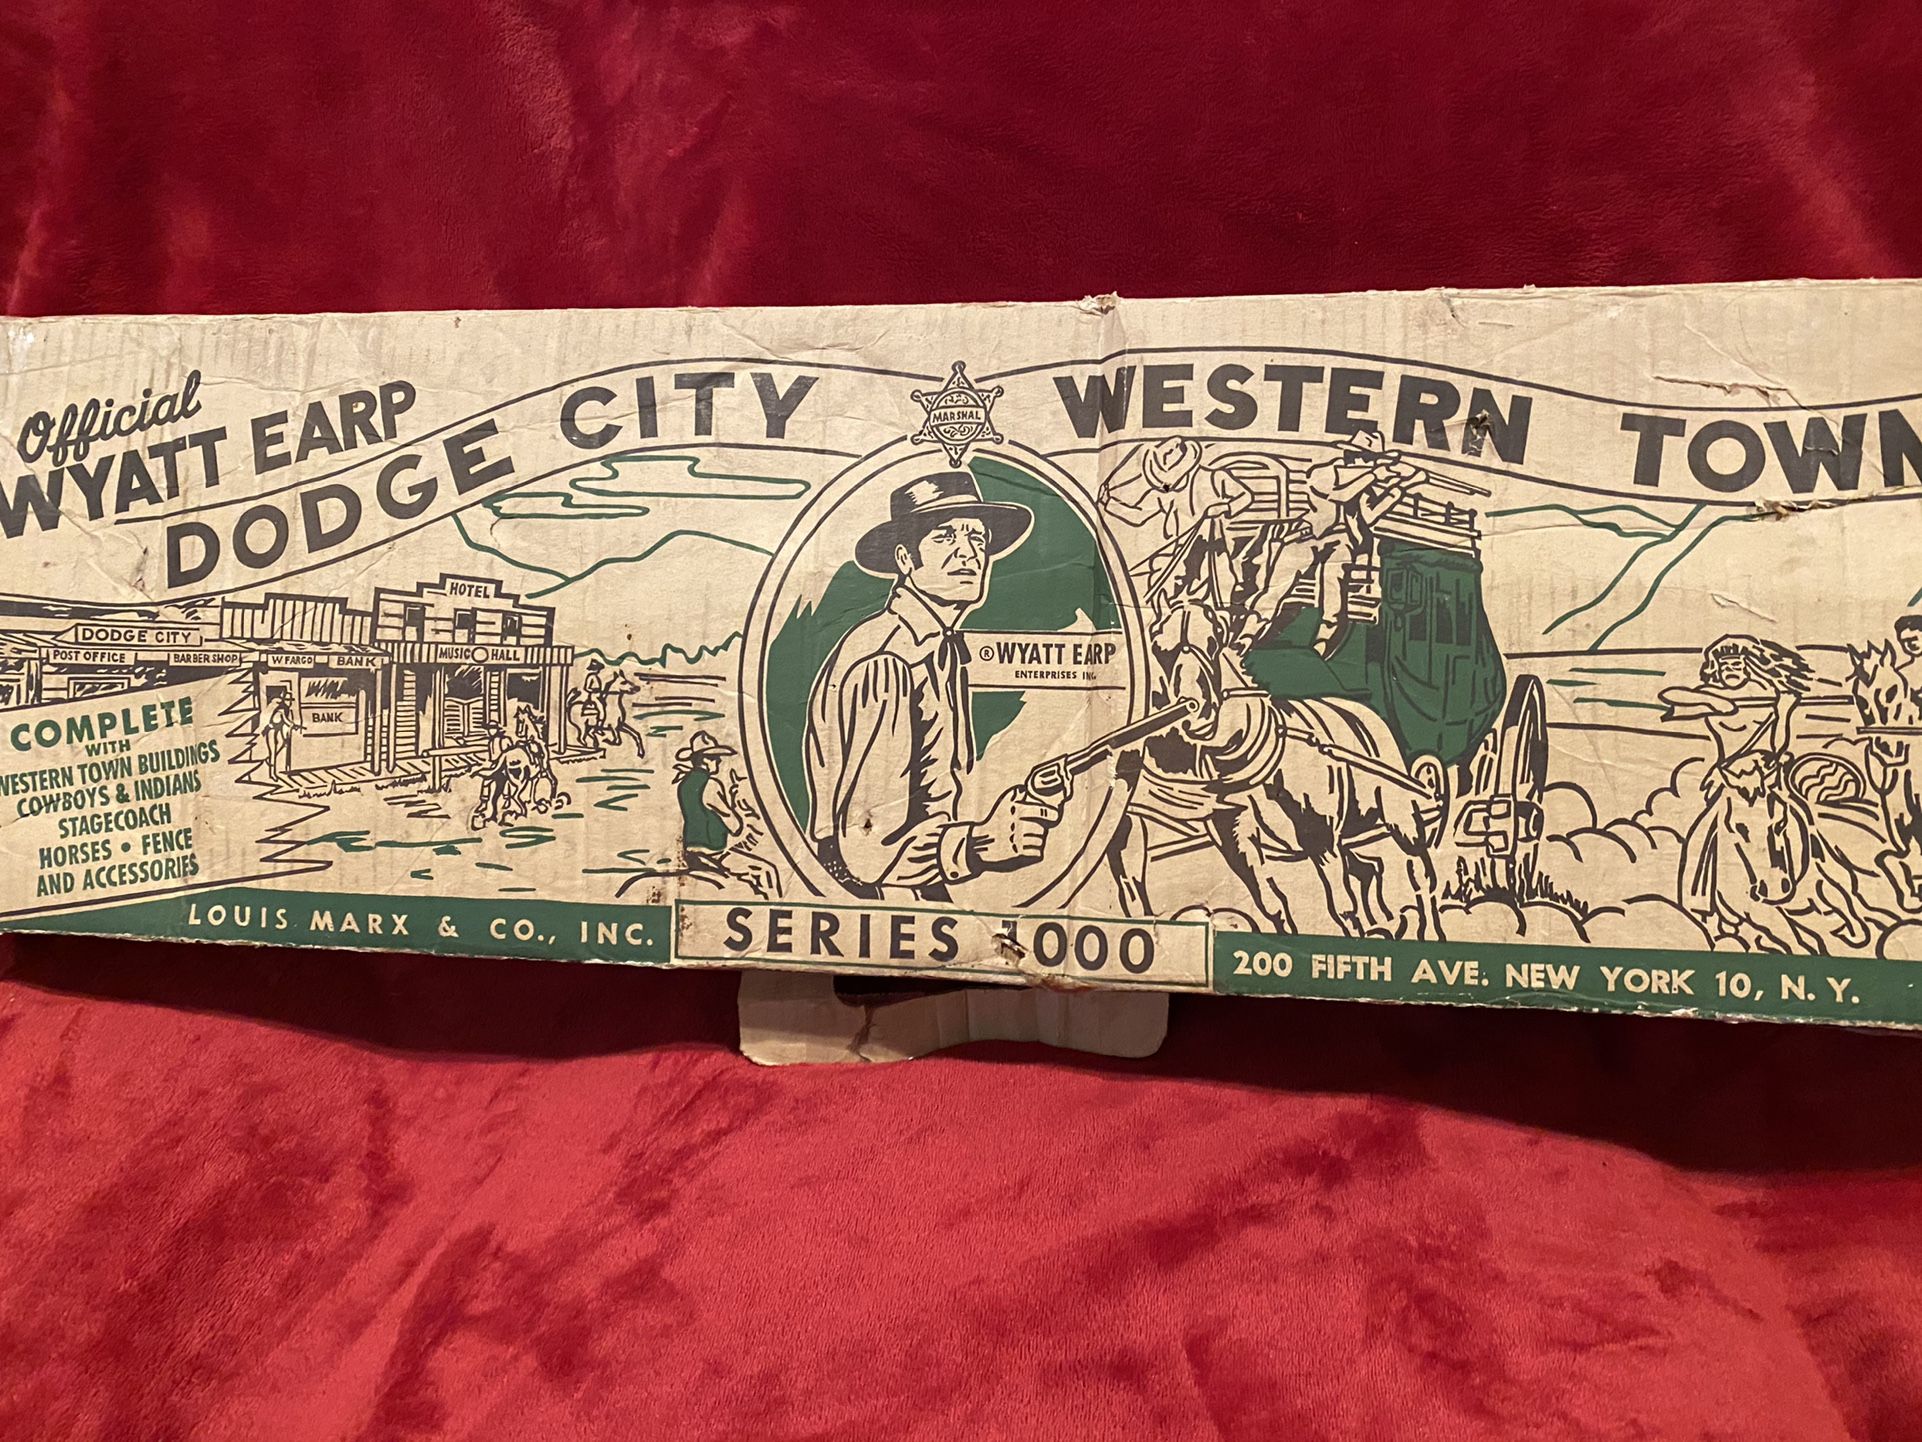 Official
WYATT EARP
DODGE CITY
WESTERN TOWN
MARSHAL
HOTEL
DODGE CITY
POST OFFICE
BARBER SHOP
W. FARGO
BANK
MUSIC HALL
BANK
® WYATT EARP
ENTERPRISES INC.
COMPLETE
WITH
WESTERN TOWN BUILDINGS
COWBOYS & INDIANS
STAGECOACH
HORSES • FENCE
AND ACCESSORIES
LOUIS MARX & CO., INC.
SERIES 1000
200 FIFTH AVE. NEW YORK 10, N. Y.